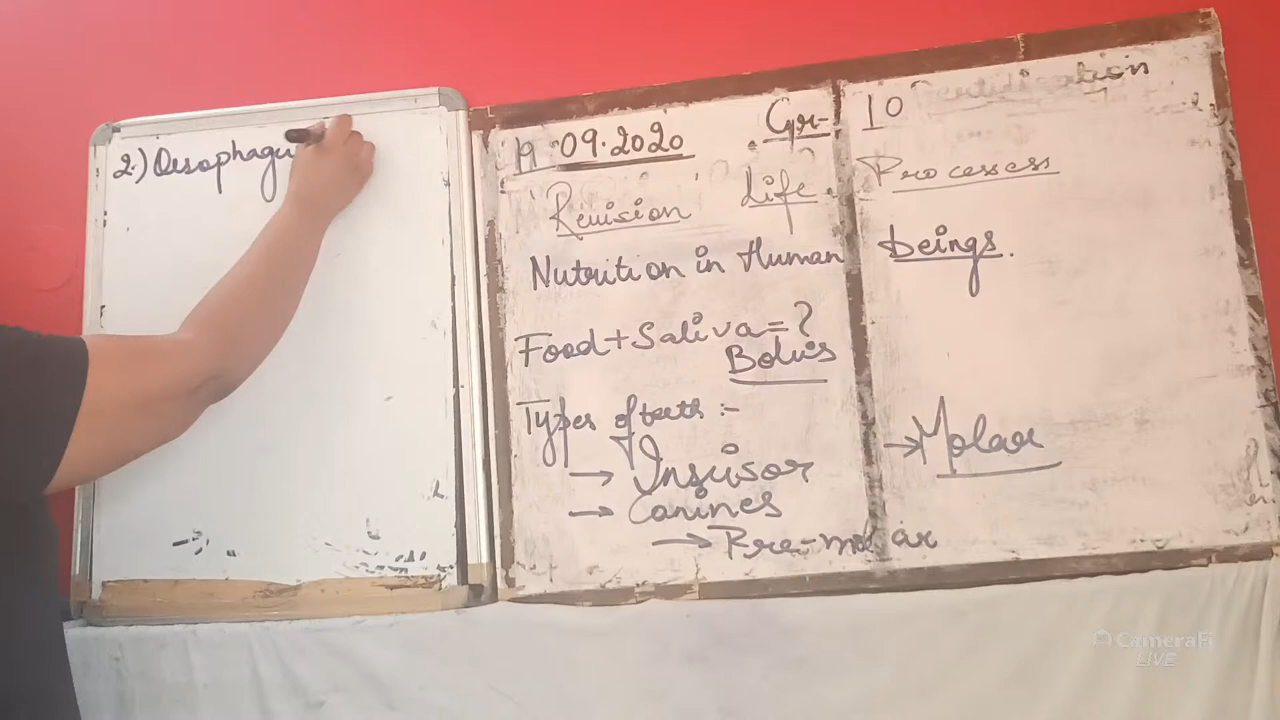 2.) Oesophagu
19.09.2020 Gr- 10
Revision Life Processess
Nutrition in Human beings.
Food + Saliva = ?
Bolus
Types of teeth :-
→ Insisor
→ Canines
→ Pre-molar
→ Molar
CameraFi
LIVE